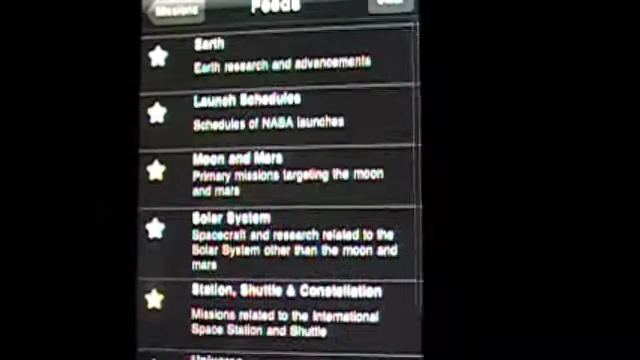 Missions
Feeds
Earth
Earth research and advancements
Launch Schedules
Schedules of NASA launches
Moon and Mars
Primary missions targeting the moon
and mars
Solar System
Spacecraft and research related to the
Solar System other than the moon and
mars
Station, Shuttle & Constellation
Missions related to the International
Space Station and Shuttle
Universe